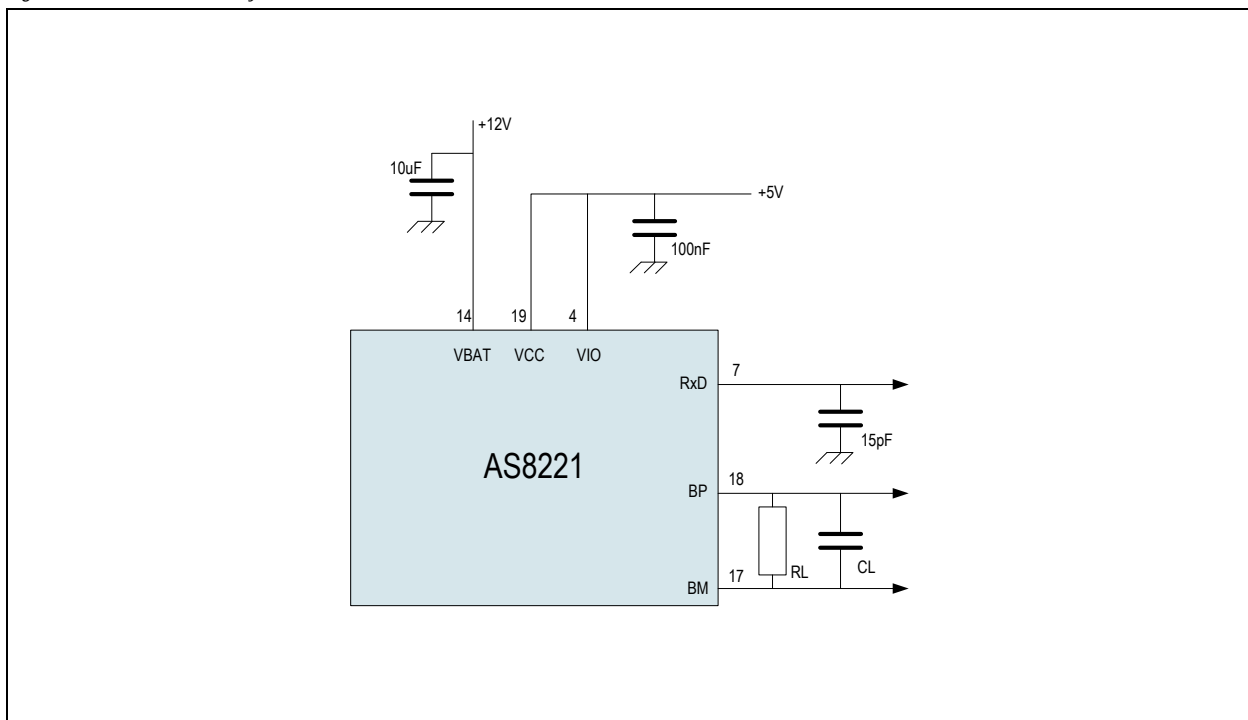 +12V
10uF
+5V
100nF
14 19 4
VBAT VCC VIO
RxD 7
15pF
AS8221
BP 18
RL CL
BM 17